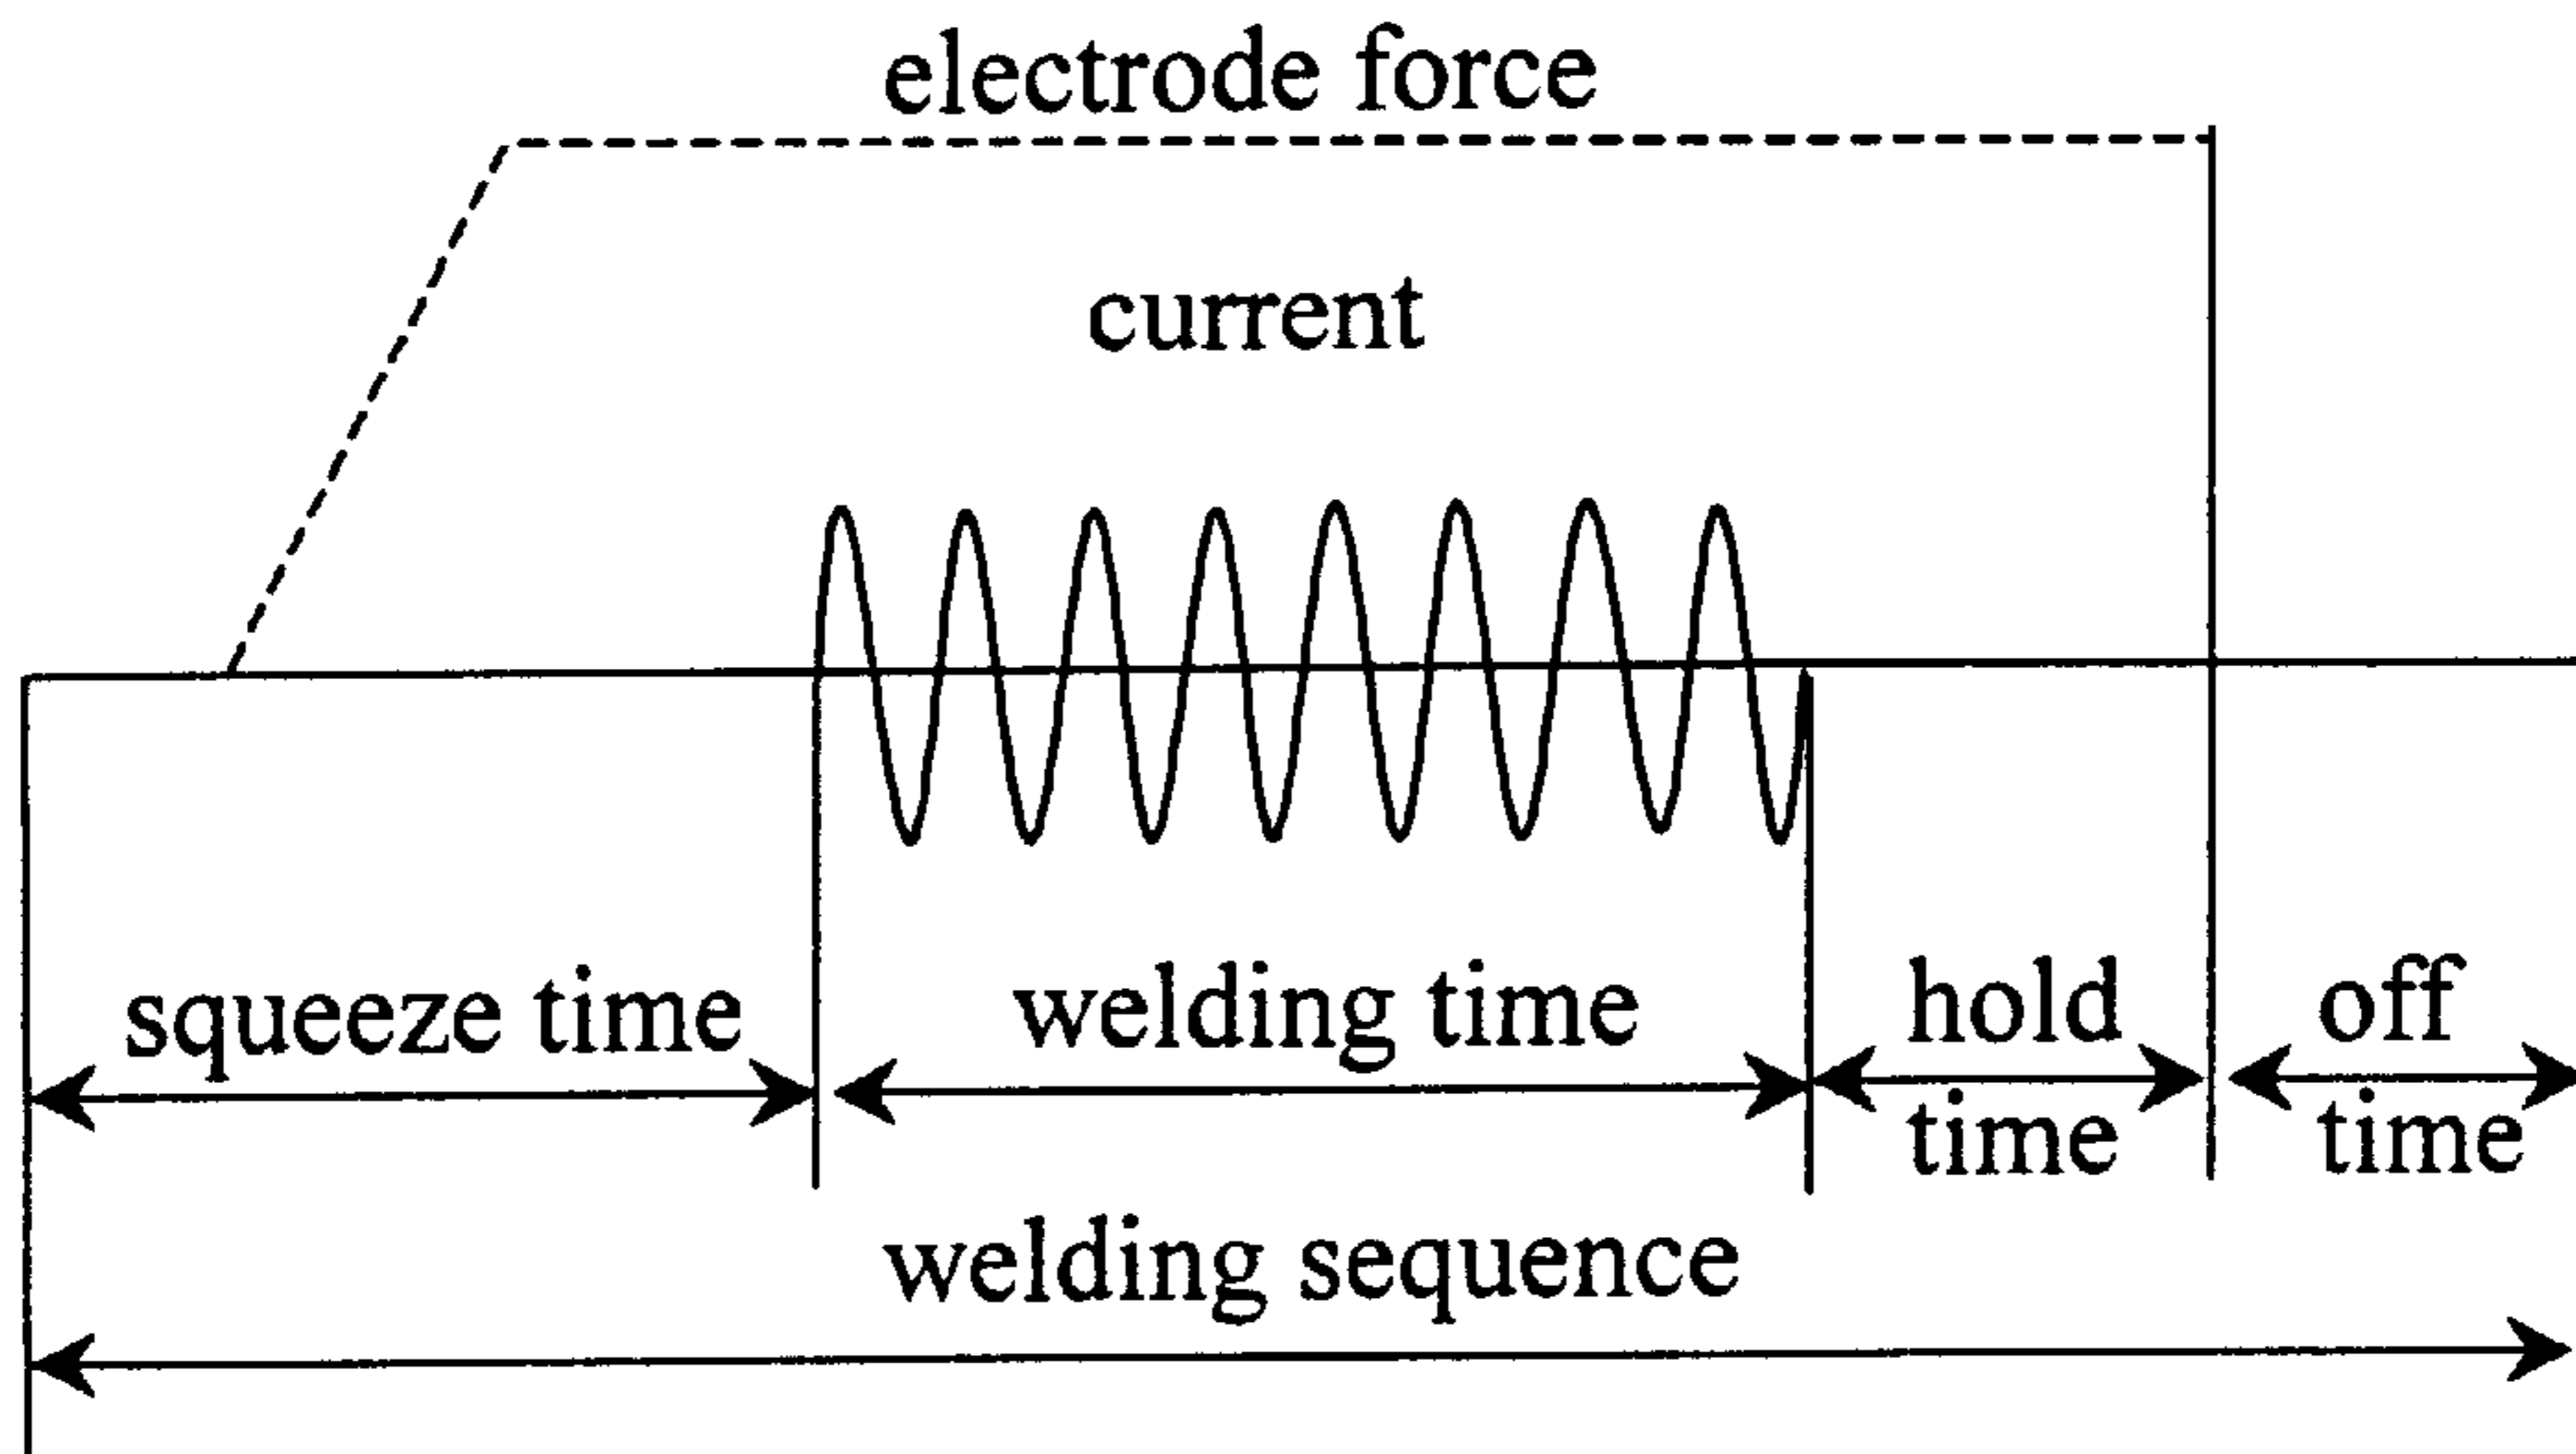 electrode force
current
squeeze time
welding time
hold
time
off
time
welding sequence